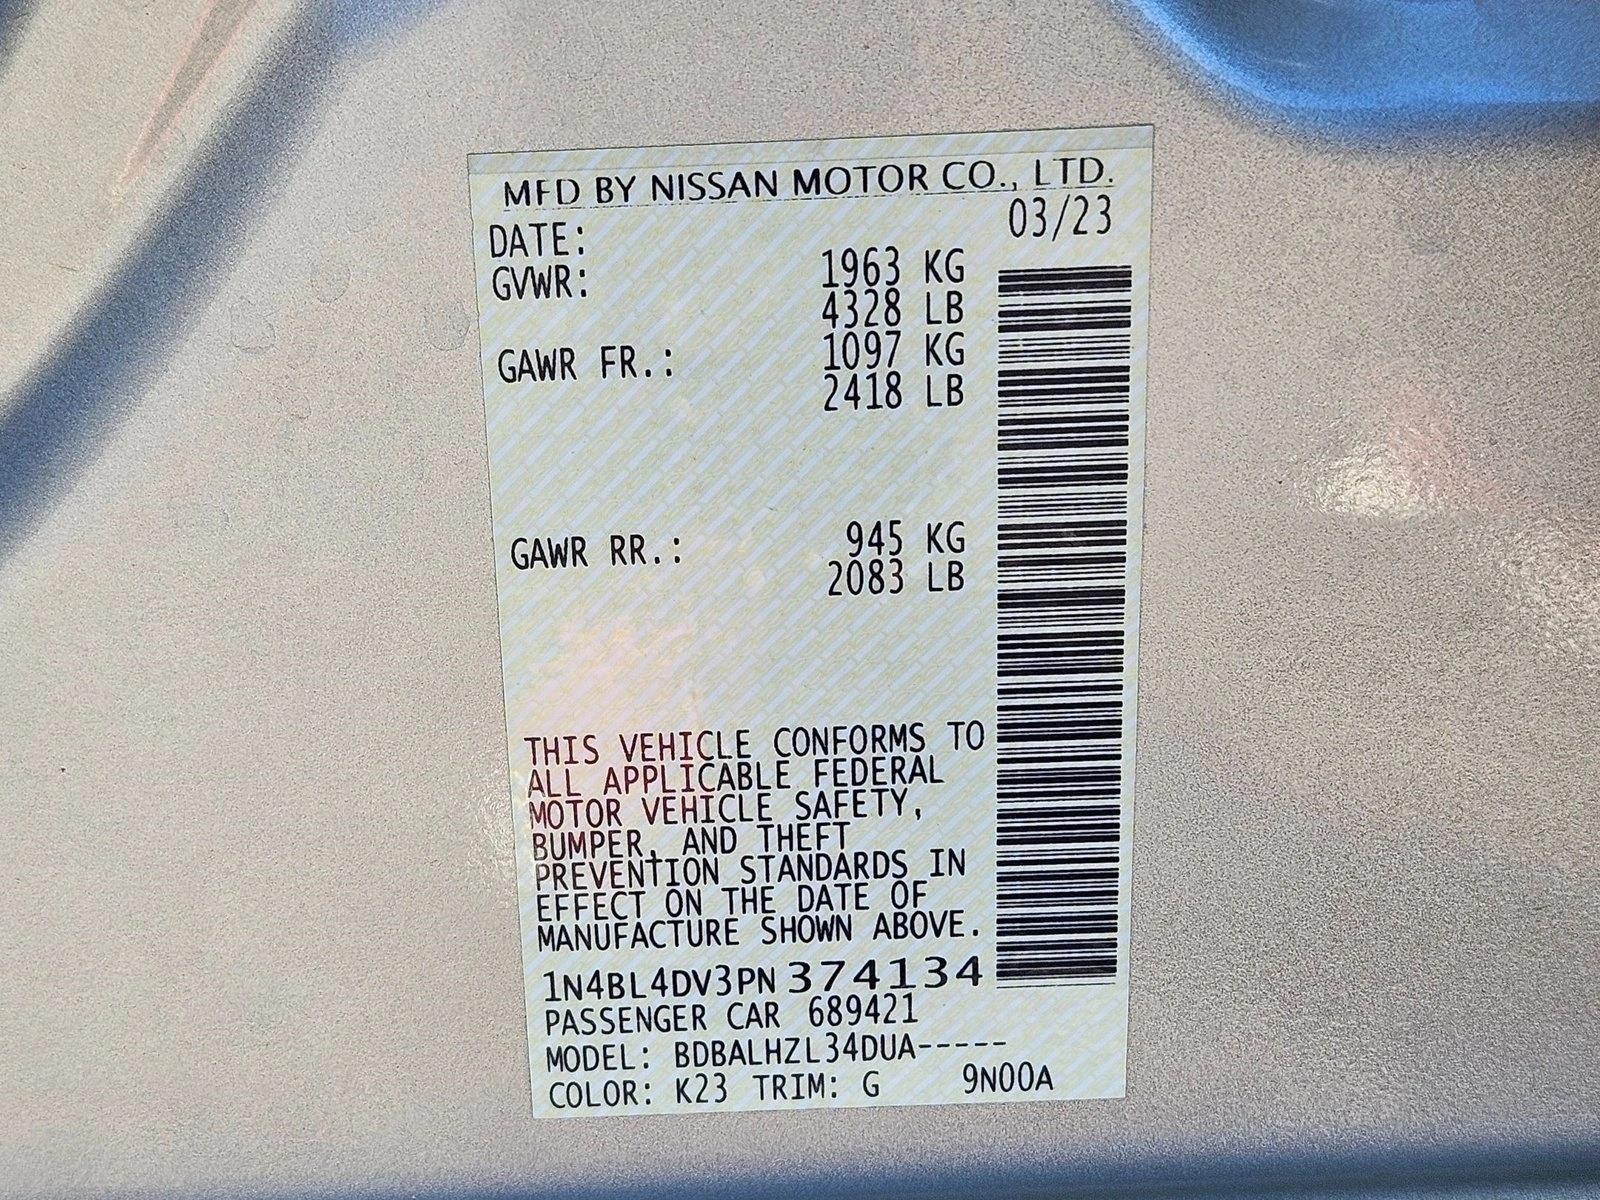 MFD BY NISSAN MOTOR CO., LTD.
DATE: 03/23
GVWR: 1963 KG
4328 LB
GAWR FR.: 1097 KG
2418 LB
GAWR RR.: 945 KG
2083 LB
THIS VEHICLE CONFORMS TO
ALL APPLICABLE FEDERAL
MOTOR VEHICLE SAFETY,
BUMPER, AND THEFT
PREVENTION STANDARDS IN
EFFECT ON THE DATE OF
MANUFACTURE SHOWN ABOVE.
1N4BL4DV3PN374134
PASSENGER CAR 689421
MODEL: BDBALHZL34DUA-----
COLOR: K23 TRIM: G 9N00A